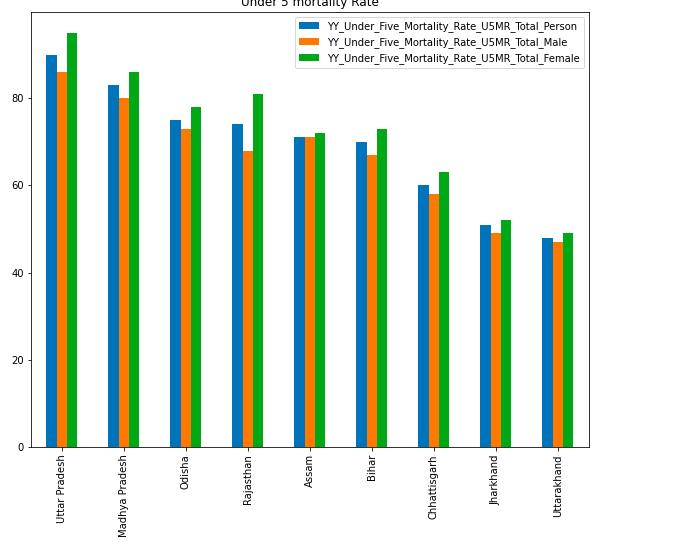 Under 5 mortality Rate
YY_Under_Five_Mortality_Rate_U5MR_Total_Person
YY_Under_Five_Mortality_Rate_U5MR_Total_Male
YY_Under_Five_Mortality_Rate_U5MR_Total_Female
80
60
40
20
0
Uttar Pradesh
Madhya Pradesh
Odisha
Rajasthan
Assam
Bihar
Chhattisgarh
Jharkhand
Uttarakhand